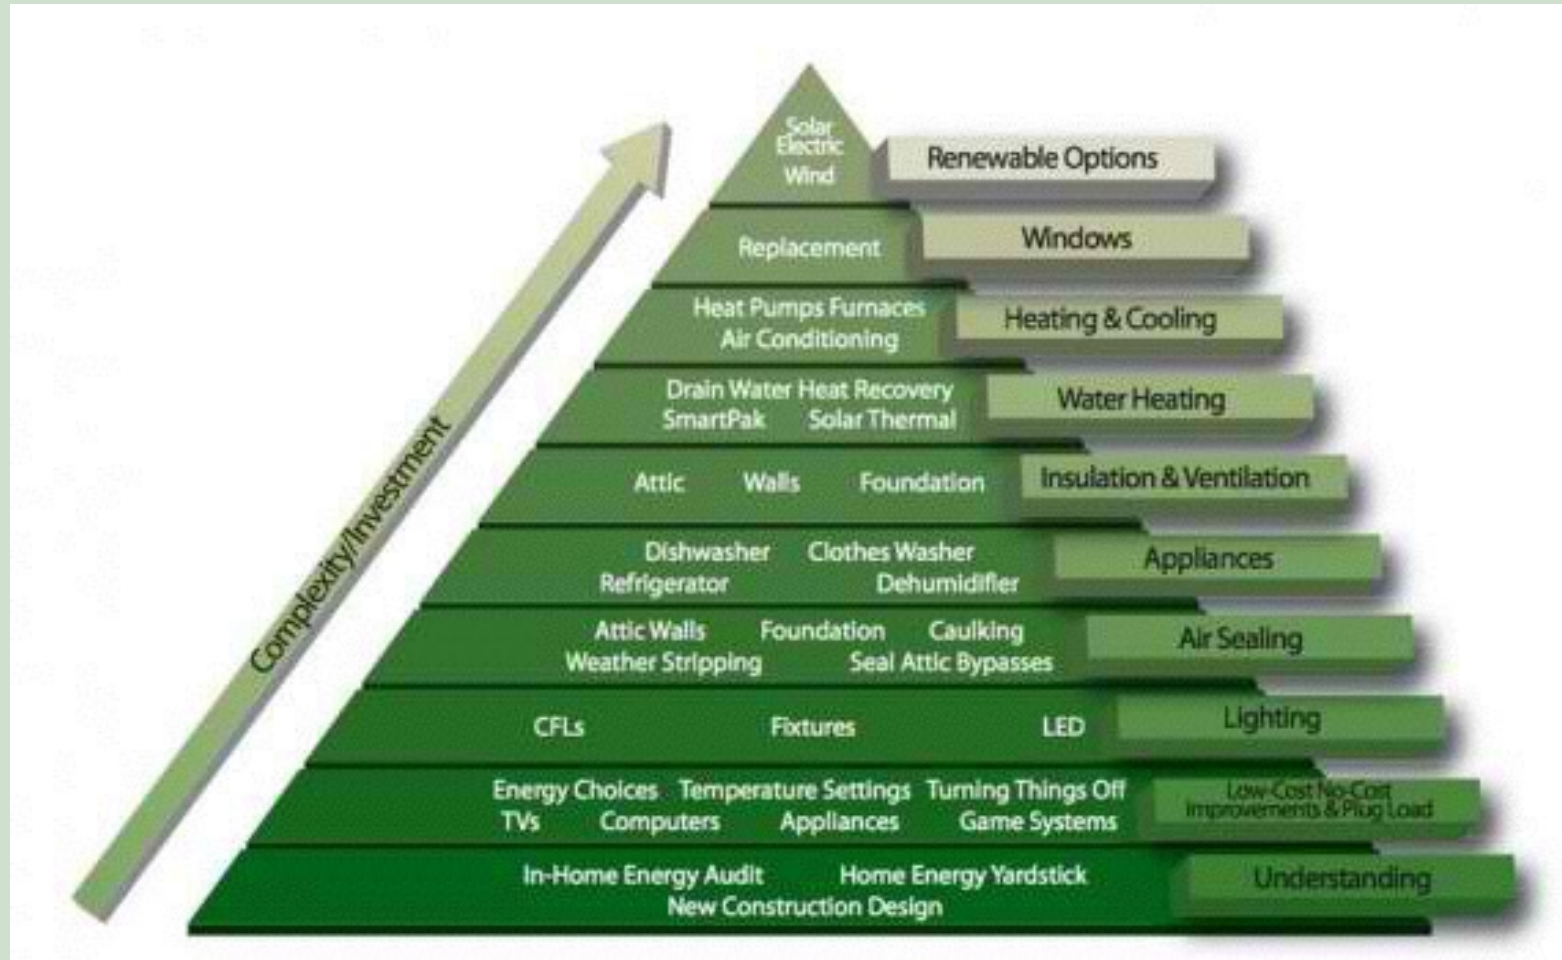 Solar
Electric
Wind
Renewable Options
Replacement
Windows
Heat Pumps Furnaces
Air Conditioning
Heating & Cooling
Drain Water Heat Recovery
SmartPak Solar Thermal
Water Heating
Attic Walls Foundation
Insulation & Ventilation
Dishwasher Clothes Washer
Refrigerator Dehumidifier
Appliances
Attic Walls Foundation Caulking
Weather Stripping Seal Attic Bypasses
Air Sealing
CFLs Fixtures LED
Lighting
Energy Choices Temperature Settings Turning Things Off
TVs Computers Appliances Game Systems
Low-Cost No-Cost
Improvements & Plug Load
In-Home Energy Audit Home Energy Yardstick
New Construction Design
Understanding
Complexity/Investment